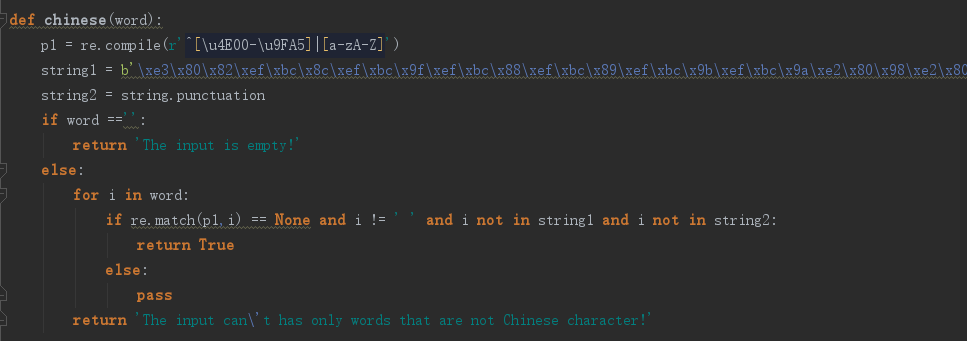 def chinese(word):
    p1 = re.compile(r'^[\u4E00-\u9FA5]|[a-zA-Z]')
    string1 = b'\xe3\x80\x82\xef\xbc\x8c\xef\xbc\x9f\xef\xbc\x88\xef\xbc\x89\xef\xbc\x9b\xef\xbc\x9a\xe2\x80\x98\xe2\x80
    string2 = string.punctuation
    if word =='':
        return 'The input is empty!'
    else:
        for i in word:
            if re.match(p1,i) == None and i != ' ' and i not in string1 and i not in string2:
                return True
            else:
                pass
        return 'The input can\'t has only words that are not Chinese character!'